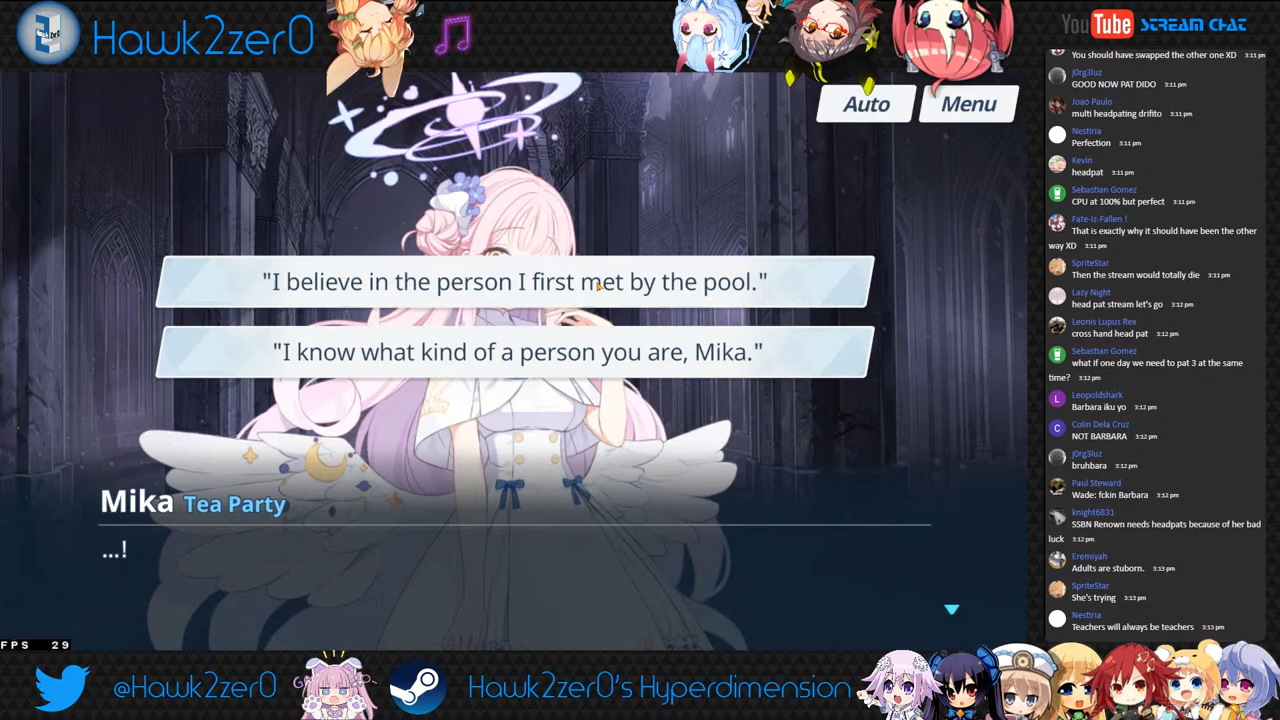 Hawk2zer0
YouTube STREAM CHAT
Auto
Menu
"I believe in the person I first met by the pool."
"I know what kind of a person you are, Mika."
Mika Tea Party
...!
FPS 29
@Hawk2zer0
Hawk2zer0's Hyperdimension
You should have swapped the other one XD 3:11 pm
j0rg3luz
GOOD NOW PAT DIDO 3:11 pm
Joao Paulo
multi headpating drifito 3:11 pm
Nestiria
Perfection 3:11 pm
Kevin
headpat 3:11 pm
Sebastian Gomez
CPU at 100% but perfect 3:11 pm
Fate-Iz-Fallen !
That is exactly why it should have been the other
way XD 3:11 pm
SpriteStar
Then the stream would totally die 3:11 pm
Lazy Night
head pat stream let's go 3:12 pm
Leonis Lupus Rex
cross hand head pat 3:12 pm
Sebastian Gomez
what if one day we need to pat 3 at the same
time? 3:12 pm
L
Leopoldshark
Barbara iku yo 3:12 pm
C
Colin Dela Cruz
NOT BARBARA 3:12 pm
j0rg3luz
bruhbara 3:12 pm
Paul Steward
Wade: fckin Barbara 3:12 pm
knight6831
SSBN Renown needs headpats because of her bad
luck 3:12 pm
Eremiyah
Adults are stuborn. 3:13 pm
SpriteStar
She's trying 3:13 pm
Nestiria
Teachers will always be teachers 3:13 pm